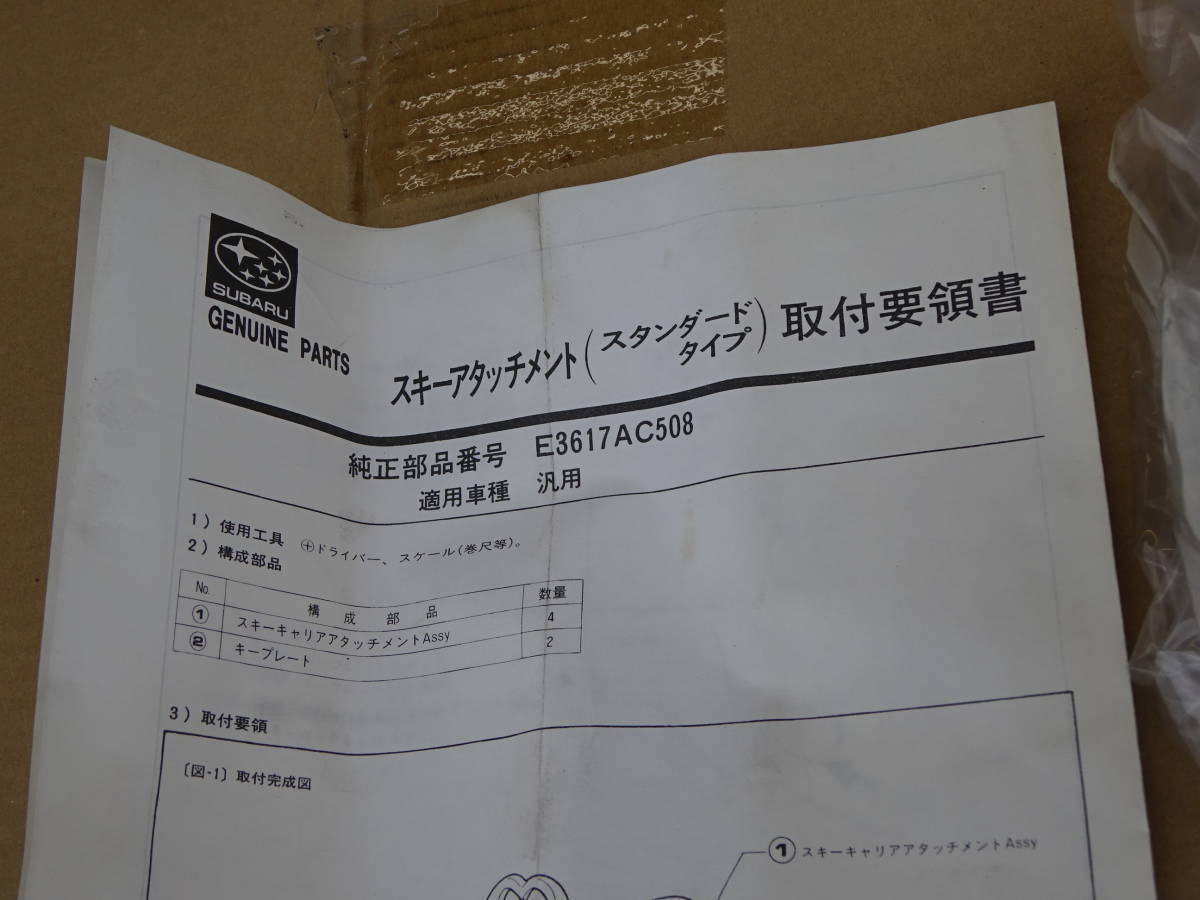 SUBARU
GENUINE PARTS
スキーアタッチメント(スタンダードタイプ)取付要領書
純正部品番号 E3617AC508
適用車種 汎用
1) 使用工具 ⊕ドライバー、スケール(巻尺等)。
2) 構成部品
No. 構成部品 数量
① スキーキャリアアタッチメントAssy 4
② キープレート 2
3) 取付要領
〔図-1〕取付完成図
① スキーキャリアアタッチメントAssy